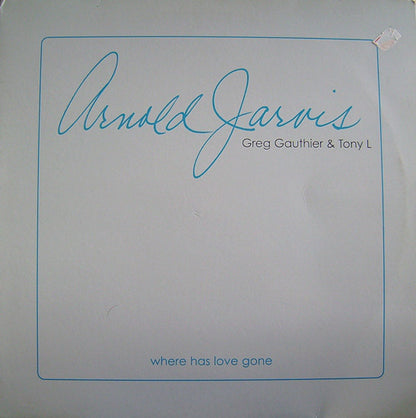 Arnold Jarvis
Greg Gauthier & Tony L
where has love gone